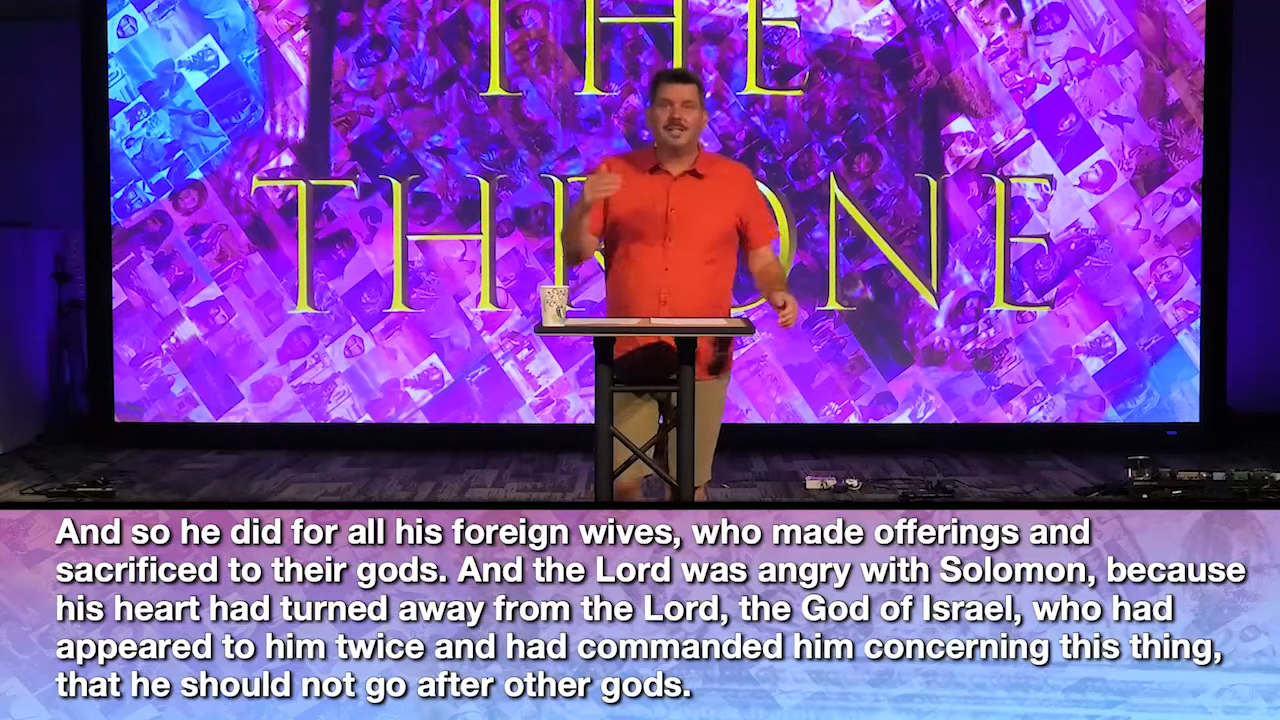 THE
THRONE
And so he did for all his foreign wives, who made offerings and
sacrificed to their gods. And the Lord was angry with Solomon, because
his heart had turned away from the Lord, the God of Israel, who had
appeared to him twice and had commanded him concerning this thing,
that he should not go after other gods.